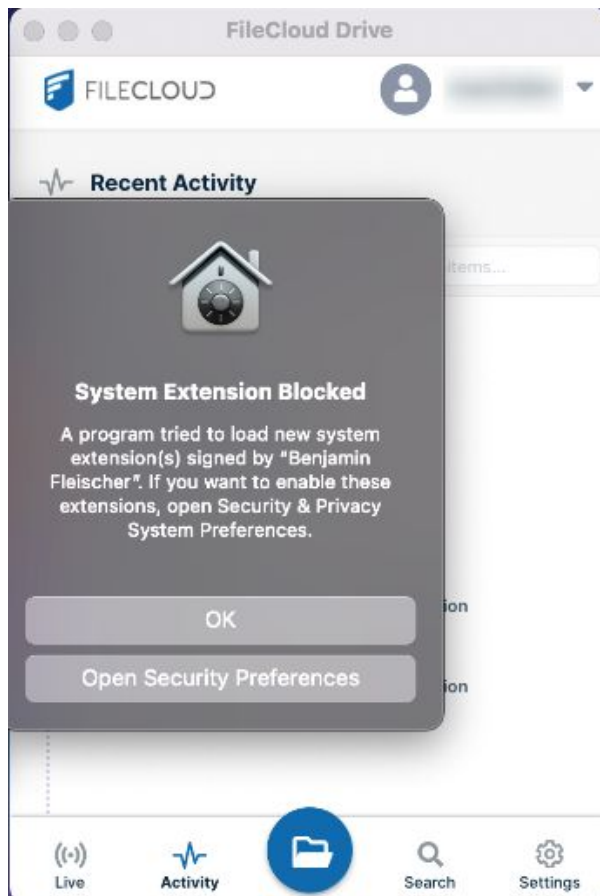 FileCloud Drive
FILECLOUD
Recent Activity
items...
System Extension Blocked
A program tried to load new system
extension(s) signed by "Benjamin
Fleischer". If you want to enable these
extensions, open Security & Privacy
System Preferences.
ion
OK
ion
Open Security Preferences
Live
Activity
Search
Settings